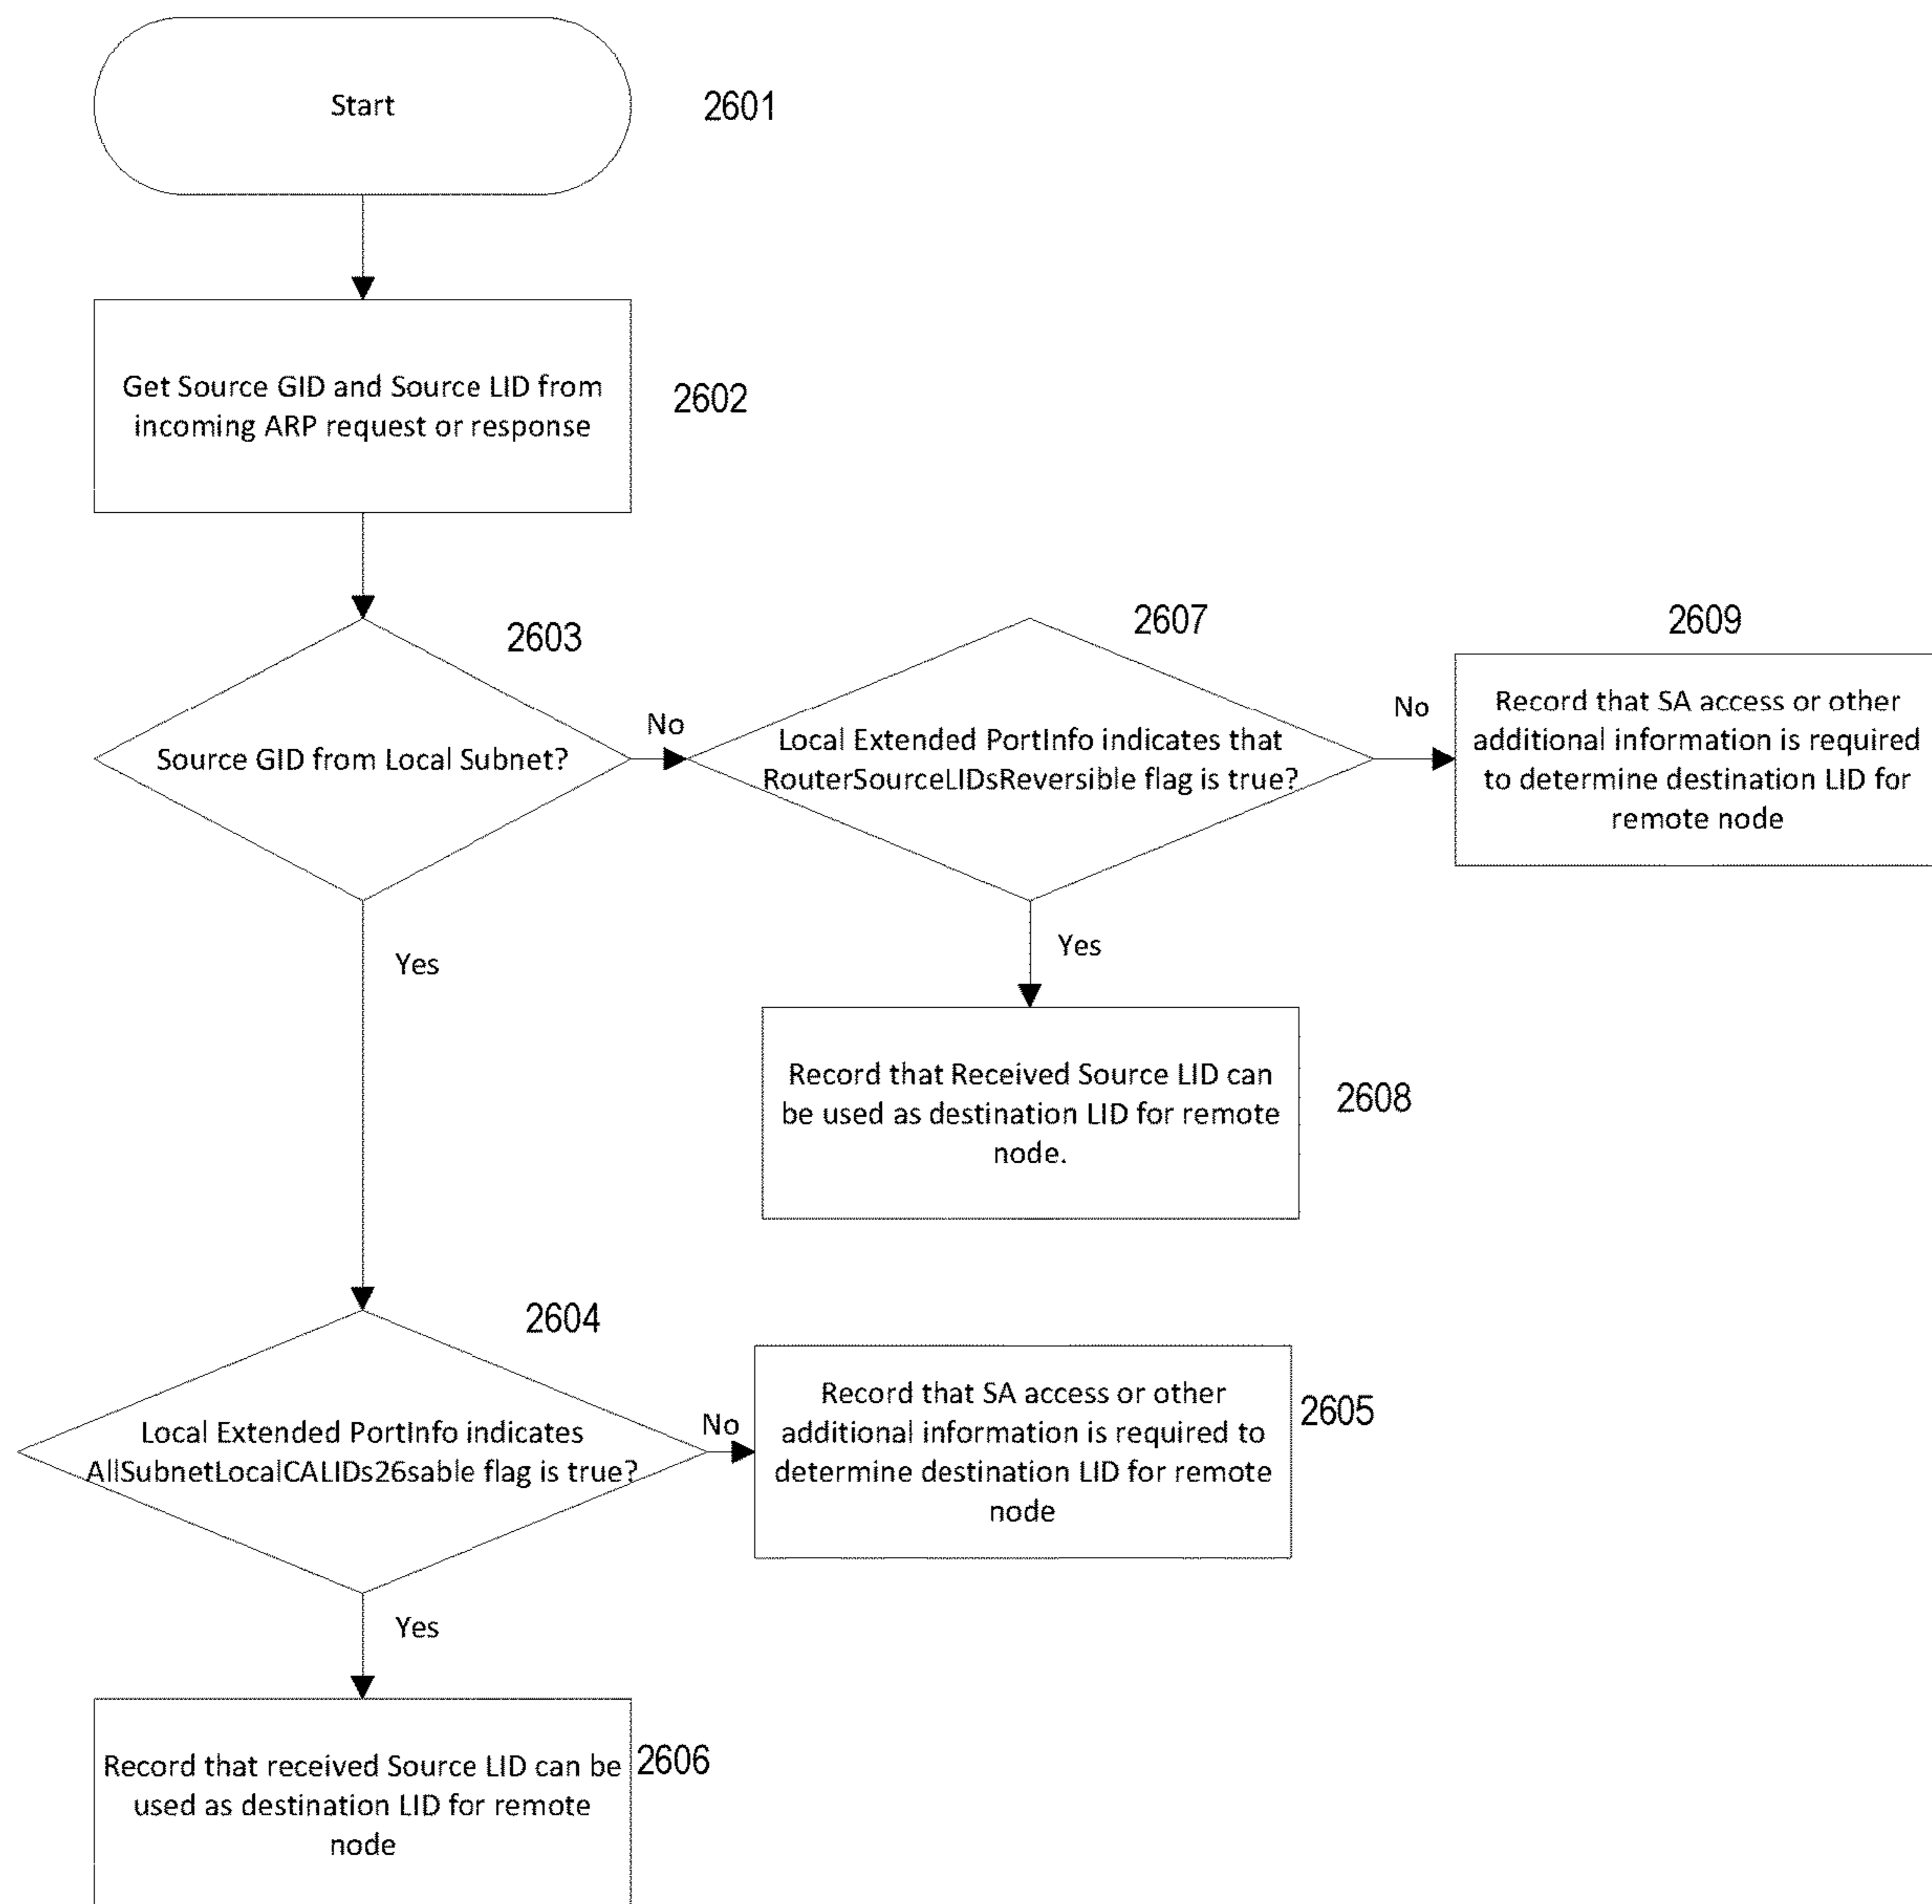 Start
2601
Get Source GID and Source LID from
incoming ARP request or response
2602
2603
Source GID from Local Subnet?
No
2607
Local Extended PortInfo indicates that
RouterSourceLIDsReversible flag is true?
No
2609
Record that SA access or other
additional information is required
to determine destination LID for
remote node
Yes
Yes
Record that Received Source LID can
be used as destination LID for remote
node.
2608
2604
Local Extended PortInfo indicates
AllSubnetLocalCALIDs26sable flag is true?
No
Record that SA access or other
additional information is required to
determine destination LID for remote
node
2605
Yes
Record that received Source LID can be
used as destination LID for remote
node
2606